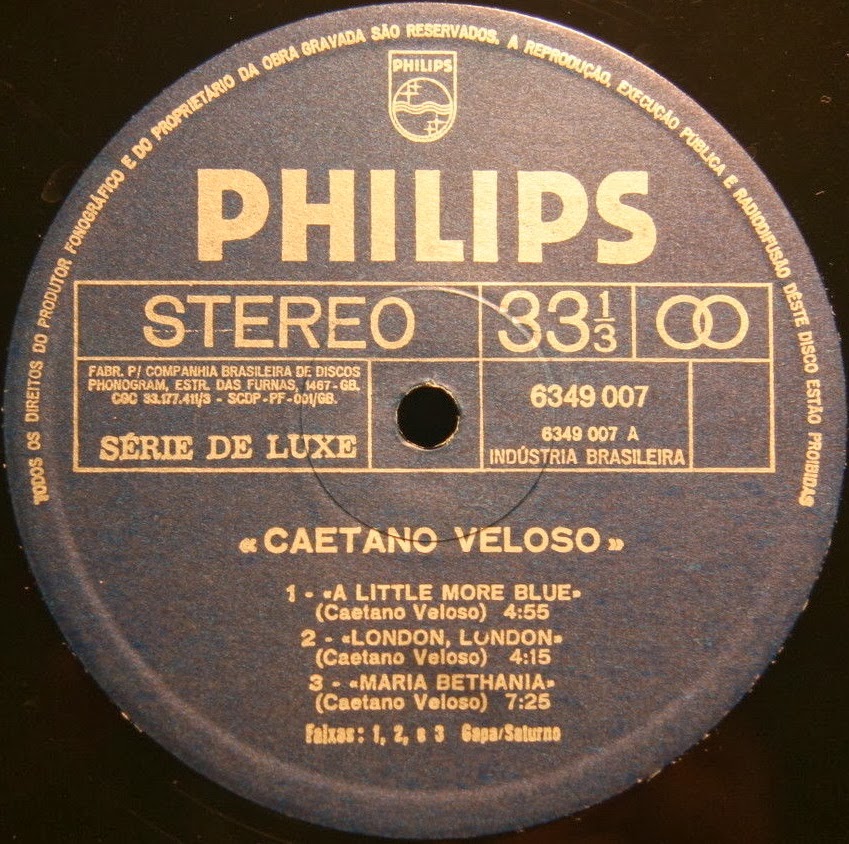 TODOS OS DIREITOS DO PRODUTOR FONOGRÁFICO E DO PROPRIETÁRIO DA OBRA GRAVADA SÃO RESERVADOS. A REPRODUÇÃO, EXECUÇÃO PÚBLICA E RADIODIFUSÃO DESTE DISCO ESTÃO PROIBIDAS
PHILIPS
PHILIPS
STEREO
33 1/3
FABR. P/ COMPANHIA BRASILEIRA DE DISCOS
PHONOGRAM, ESTR. DAS FURNAS, 1467-GB.
CGC 33.177.411/3 - SCDP-PF-001/GB.
SÉRIE DE LUXE
6349 007
6349 007 A
INDÚSTRIA BRASILEIRA
«CAETANO VELOSO»
1 - «A LITTLE MORE BLUE»
(Caetano Veloso) 4:55
2 - «LONDON, LONDON»
(Caetano Veloso) 4:15
3 - «MARIA BETHANIA»
(Caetano Veloso) 7:25
Faixas: 1, 2, e 3 Gapa/Saturno